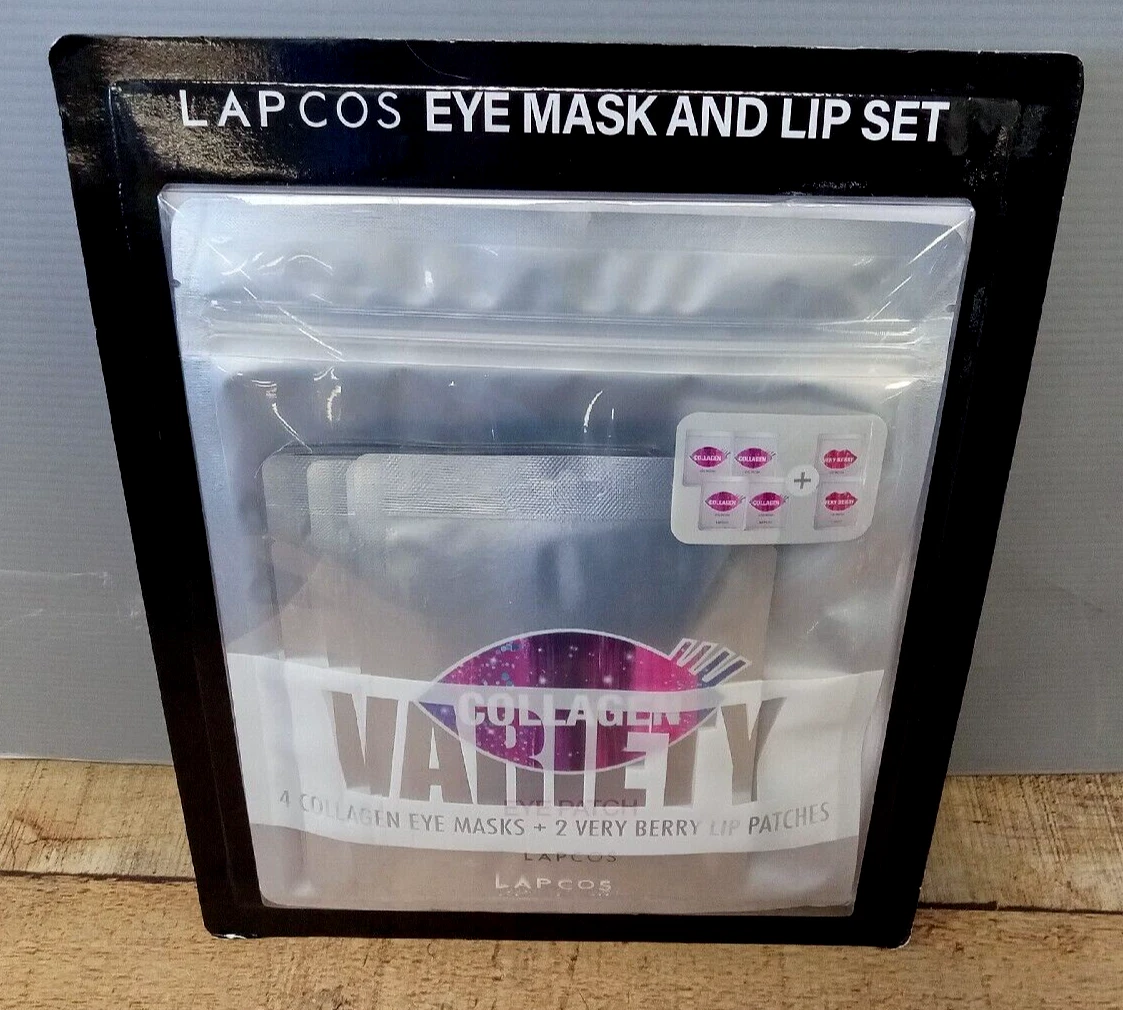 LAPCOS EYE MASK AND LIP SET
COLLAGEN COLLAGEN VERY BERRY
+
COLLAGEN COLLAGEN VERY BERRY
COLLAGEN
VARIETY
EYE PATCH
4 COLLAGEN EYE MASKS + 2 VERY BERRY LIP PATCHES
LAPCOS
LAPCOS